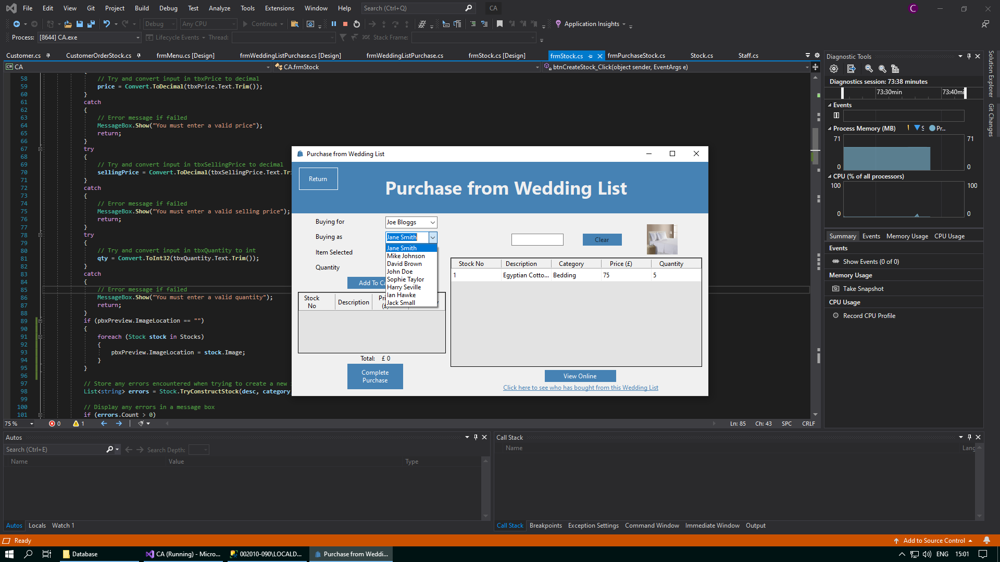 File Edit View Git Project Build Debug Test Analyze Tools Extensions Window Help Search (Ctrl+Q) CA C
Debug Any CPU Continue Application Insights
Process: [8644] CA.exe Lifecycle Events Thread: Stack Frame:
Customer.cs CustomerOrderStock.cs frmMenu.cs [Design] frmWeddingListPurchase.cs [Design] frmWeddingListPurchase.cs frmStock.cs [Design] frmStock.cs frmPurchaseStock.cs Stock.cs Staff.cs
C# CA CA.frmStock btnCreateStock_Click(object sender, EventArgs e)
58 // Try and convert input in tbxPrice to decimal
59 price = Convert.ToDecimal(tbxPrice.Text.Trim());
60 }
61 catch
62 {
63 // Error message if failed
64 MessageBox.Show("You must enter a valid price");
65 return;
66 }
67 try
68 {
69 // Try and convert input in tbxSellingPrice to decimal
70 sellingPrice = Convert.ToDecimal(tbxSellingPrice.Text.Tri
71 }
72 catch
73 {
74 // Error message if failed
75 MessageBox.Show("You must enter a valid selling price");
76 return;
77 }
78 try
79 {
80 // Try and convert input in tbxQuantity to int
81 qty = Convert.ToInt32(tbxQuantity.Text.Trim());
82 }
83 catch
84 {
85 // Error message if failed
86 MessageBox.Show("You must enter a valid quantity");
87 return;
88 }
89 if (pbxPreview.ImageLocation == "")
90 {
91 foreach (Stock stock in Stocks)
92 {
93 pbxPreview.ImageLocation = stock.Image;
94 }
95 }
96
97 // Store any errors encountered when trying to create a new
98 List<string> errors = Stock.TryConstructStock(desc, category,
99
100 // Display any errors in a message box
101 if (errors.Count > 0)
75 % 0 1 Ln: 85 Ch: 43 SPC CRLF
Purchase from Wedding List
Return
Purchase from Wedding List
Buying for Joe Bloggs
Buying as Jane Smith
Jane Smith
Mike Johnson
David Brown
John Doe
Sophie Taylor
Harry Seville
Ian Hawke
Jack Small
Item Selected
Quantity
Add To Ca
Stock No Description Pri (£) y
Total: £ 0
Complete Purchase
Clear
Stock No Description Category Price (£) Quantity
1 Egyptian Cotto... Bedding 75 5
View Online
Click here to see who has bought from this Wedding List
Diagnostic Tools
Diagnostics session: 73:38 minutes
73:30min 73:40mi
Events
Process Memory (MB) S Pr...
71 71
0 0
CPU (% of all processors)
100 100
0 0
Summary Events Memory Usage CPU Usage
Events
Show Events (0 of 0)
Memory Usage
Take Snapshot
CPU Usage
Record CPU Profile
Solution Explorer
Git Changes
Autos
Search (Ctrl+E) Search Depth:
Name Value Type
Autos Locals Watch 1
Call Stack
Name Lang
Call Stack Breakpoints Exception Settings Command Window Immediate Window Output
Ready Add to Source Control
Database CA (Running) - Micro... 002010-090\LOCALD... Purchase from Weddi... ENG 15:01